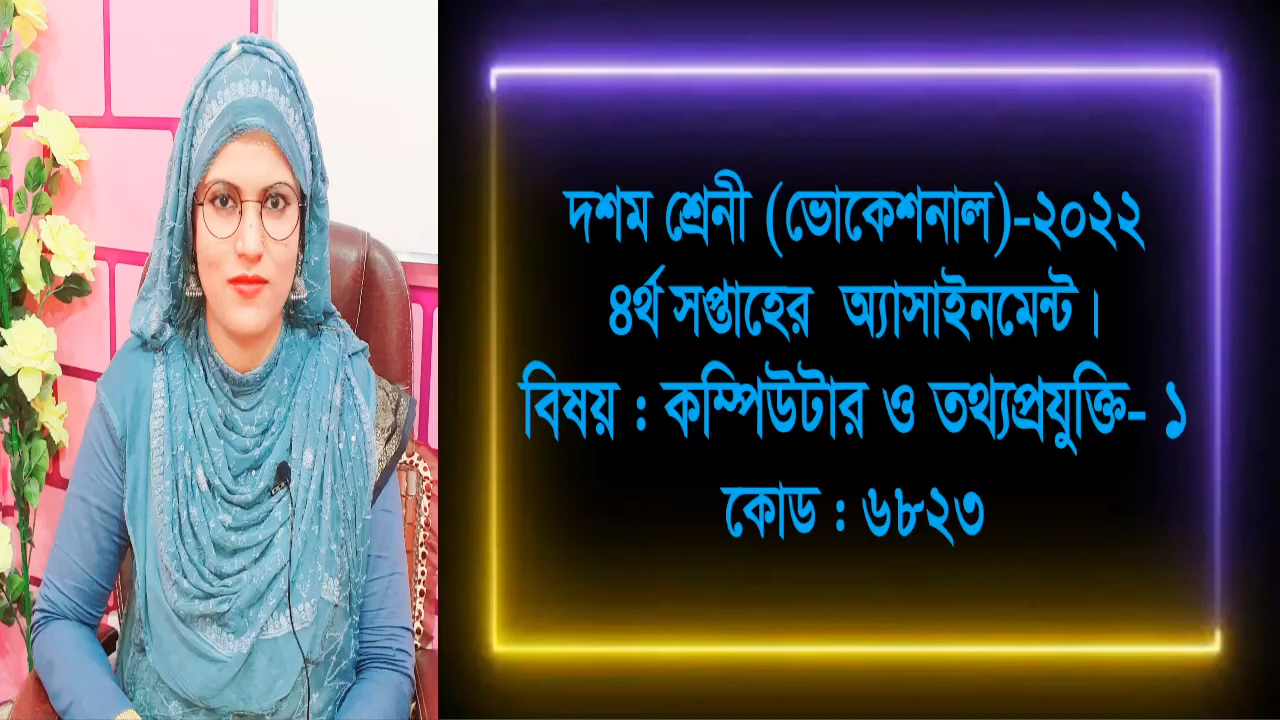 দশম শ্রেনী (ভোকেশনাল)-২০২২
৪র্থ সপ্তাহের অ্যাসাইনমেন্ট।
বিষয় : কম্পিউটার ও তথ্যপ্রযুক্তি- ১
কোড : ৬৮২৩